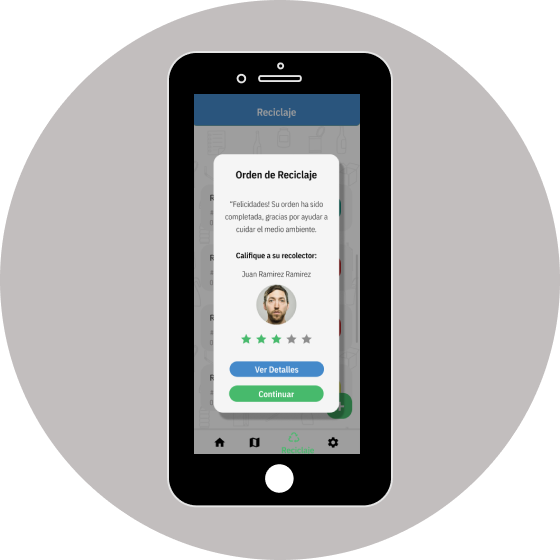 Reciclaje
Orden de Reciclaje
"Felicidades! Su orden ha sido
completada, gracias por ayudar a
cuidar el medio ambiente.
Califique a su recolector:
Juan Ramirez Ramirez
Ver Detalles
Continuar
Reciclaje